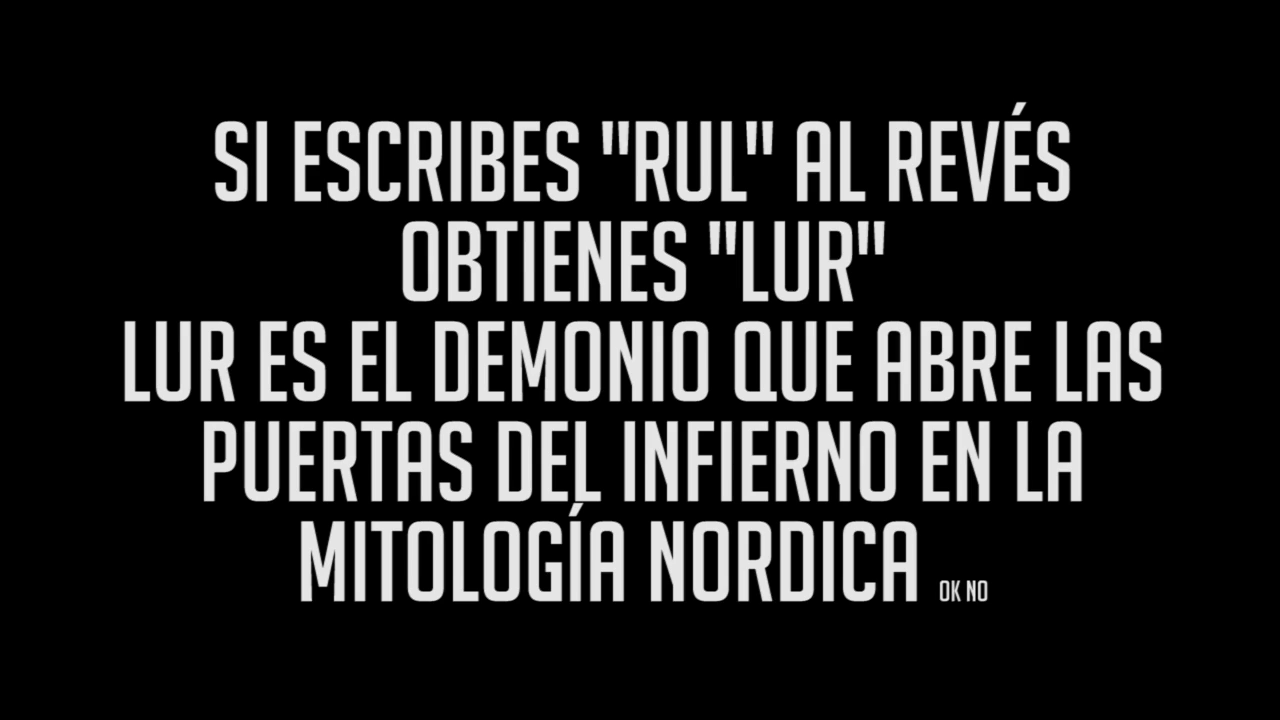 SI ESCRIBES "RUL" AL REVÉS
OBTIENES "LUR"
LUR ES EL DEMONIO QUE ABRE LAS
PUERTAS DEL INFIERNO EN LA
MITOLOGÍA NORDICA OK NO